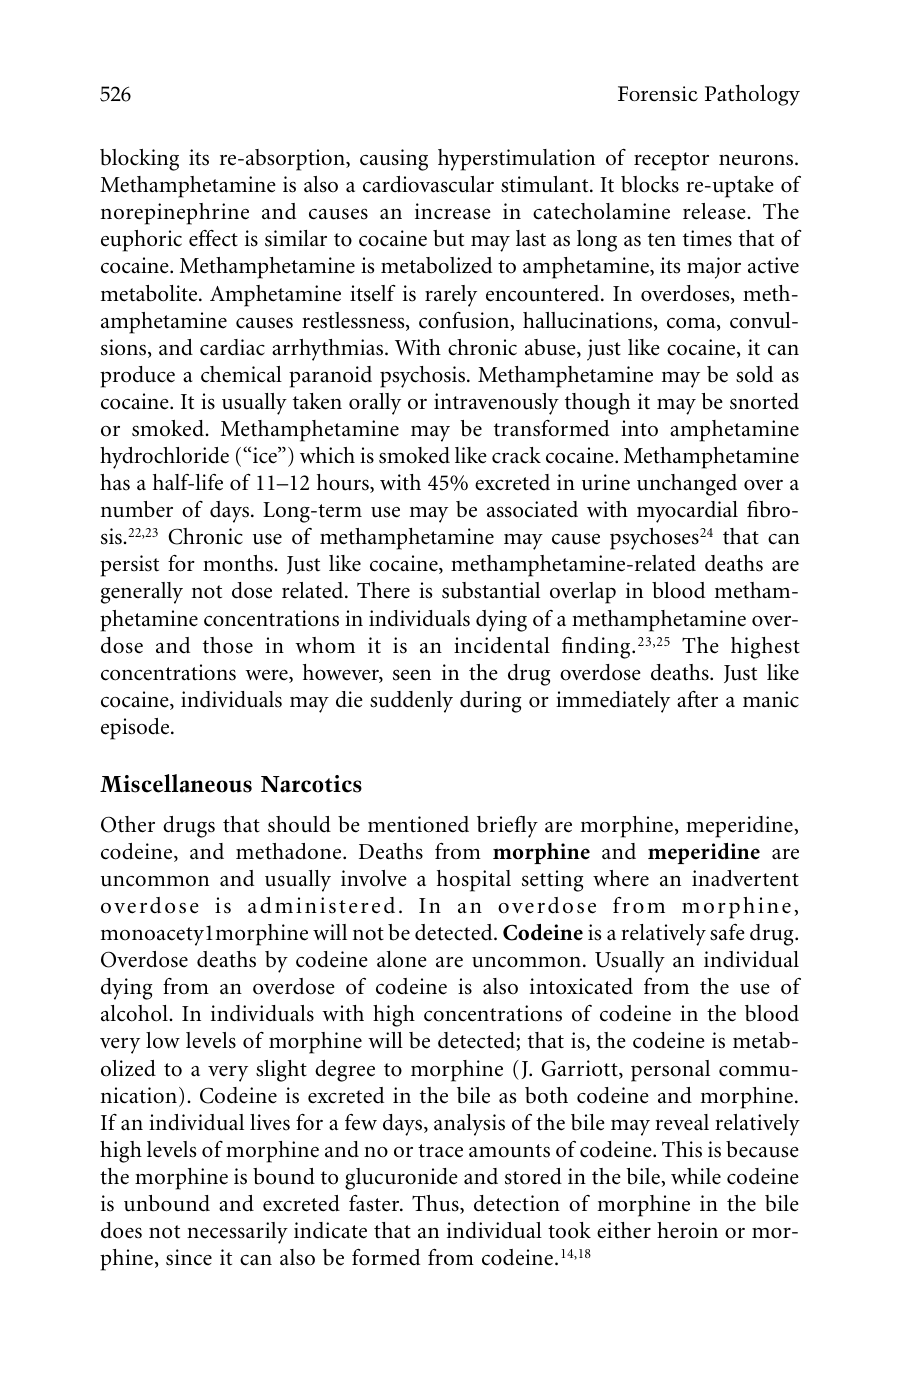 526 Forensic Pathology
blocking its re-absorption, causing hyperstimulation of receptor neurons.
Methamphetamine is also a cardiovascular stimulant. It blocks re-uptake of
norepinephrine and causes an increase in catecholamine release. The
euphoric effect is similar to cocaine but may last as long as ten times that of
cocaine. Methamphetamine is metabolized to amphetamine, its major active
metabolite. Amphetamine itself is rarely encountered. In overdoses, meth-
amphetamine causes restlessness, confusion, hallucinations, coma, convul-
sions, and cardiac arrhythmias. With chronic abuse, just like cocaine, it can
produce a chemical paranoid psychosis. Methamphetamine may be sold as
cocaine. It is usually taken orally or intravenously though it may be snorted
or smoked. Methamphetamine may be transformed into amphetamine
hydrochloride (“ice”) which is smoked like crack cocaine. Methamphetamine
has a half-life of 11–12 hours, with 45% excreted in urine unchanged over a
number of days. Long-term use may be associated with myocardial fibro-
sis.22,23 Chronic use of methamphetamine may cause psychoses24 that can
persist for months. Just like cocaine, methamphetamine-related deaths are
generally not dose related. There is substantial overlap in blood metham-
phetamine concentrations in individuals dying of a methamphetamine over-
dose and those in whom it is an incidental finding.23,25 The highest
concentrations were, however, seen in the drug overdose deaths. Just like
cocaine, individuals may die suddenly during or immediately after a manic
episode.
Miscellaneous Narcotics
Other drugs that should be mentioned briefly are morphine, meperidine,
codeine, and methadone. Deaths from morphine and meperidine are
uncommon and usually involve a hospital setting where an inadvertent
overdose is administered. In an overdose from morphine,
monoacety1morphine will not be detected. Codeine is a relatively safe drug.
Overdose deaths by codeine alone are uncommon. Usually an individual
dying from an overdose of codeine is also intoxicated from the use of
alcohol. In individuals with high concentrations of codeine in the blood
very low levels of morphine will be detected; that is, the codeine is metab-
olized to a very slight degree to morphine (J. Garriott, personal commu-
nication). Codeine is excreted in the bile as both codeine and morphine.
If an individual lives for a few days, analysis of the bile may reveal relatively
high levels of morphine and no or trace amounts of codeine. This is because
the morphine is bound to glucuronide and stored in the bile, while codeine
is unbound and excreted faster. Thus, detection of morphine in the bile
does not necessarily indicate that an individual took either heroin or mor-
phine, since it can also be formed from codeine.14,18